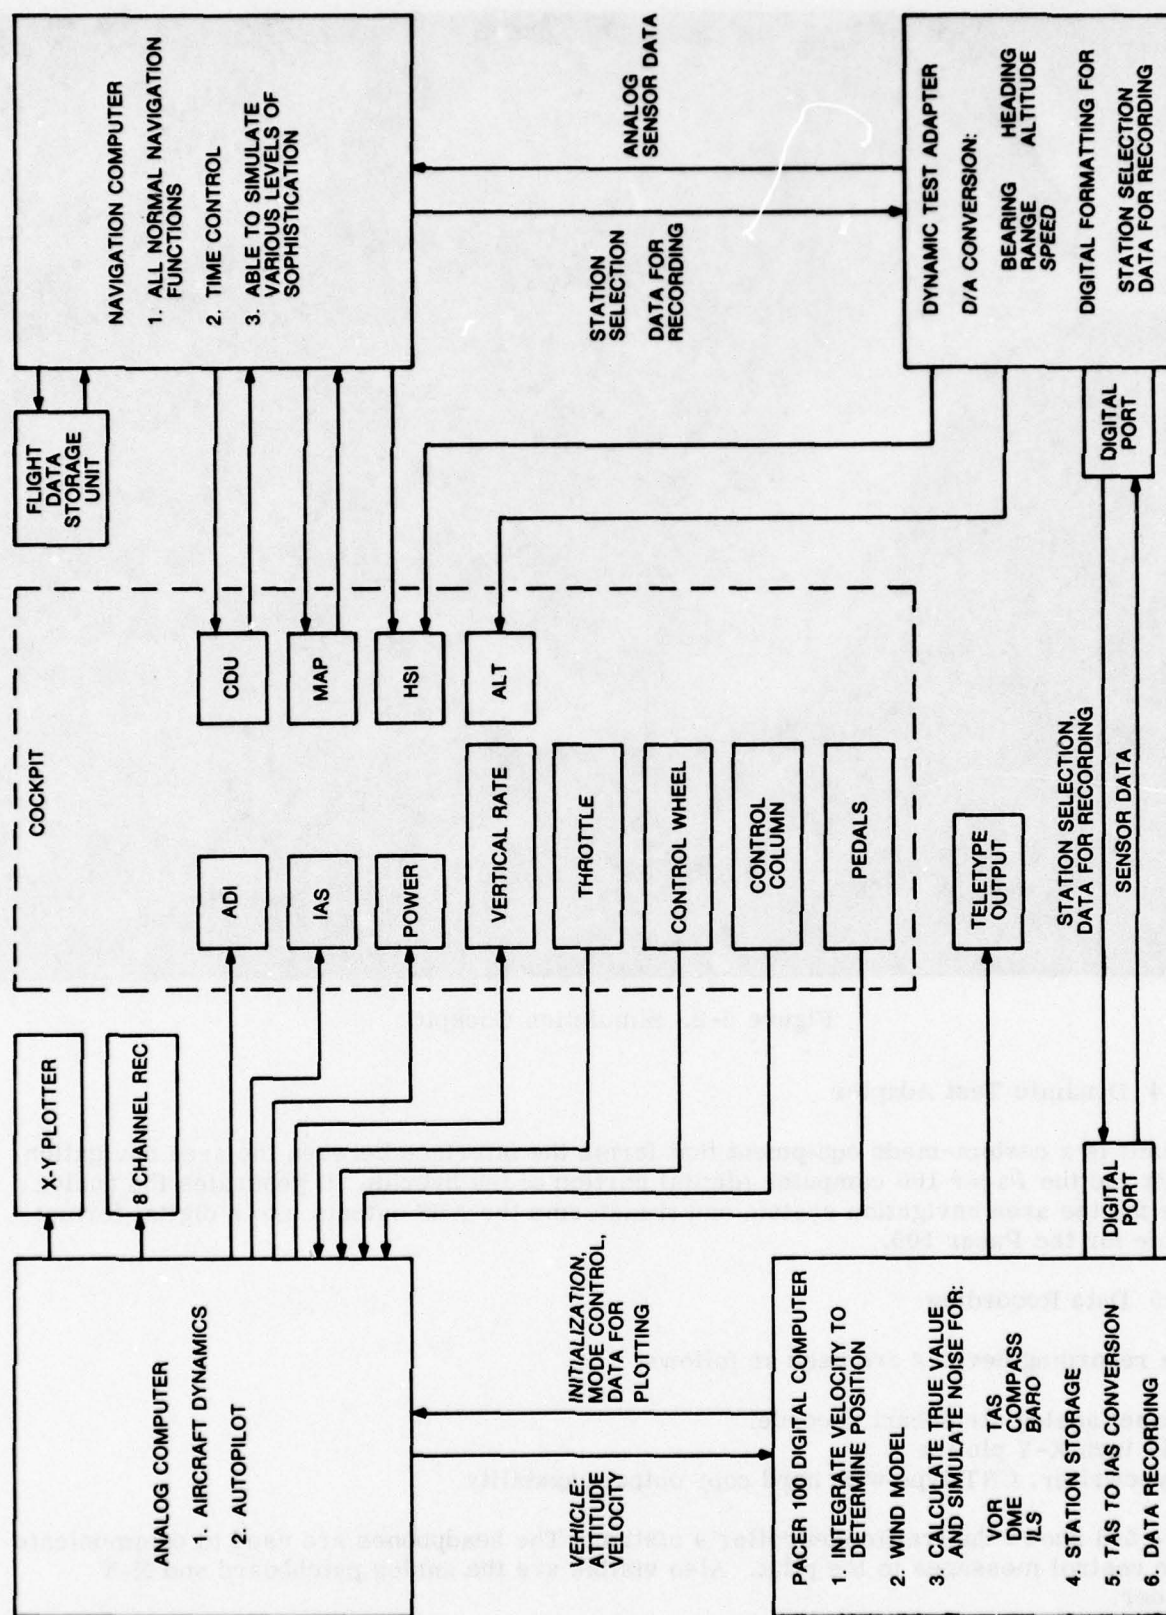 ANALOG COMPUTER
1. AIRCRAFT DYNAMICS
2. AUTOPILOT
X-Y PLOTTER
8 CHANNEL REC
VEHICLE:
ATTITUDE
VELOCITY
INITIALIZATION,
MODE CONTROL,
DATA FOR
PLOTTING
PACER 100 DIGITAL COMPUTER
1. INTEGRATE VELOCITY TO
DETERMINE POSITION
2. WIND MODEL
3. CALCULATE TRUE VALUE
AND SIMULATE NOISE FOR:
VOR TAS
DME COMPASS
ILS BARO
4. STATION STORAGE
5. TAS TO IAS CONVERSION
6. DATA RECORDING
COCKPIT
ADI
IAS
POWER
VERTICAL RATE
THROTTLE
CONTROL WHEEL
CONTROL
COLUMN
PEDALS
CDU
MAP
HSI
ALT
TELETYPE
OUTPUT
DIGITAL
PORT
STATION SELECTION,
DATA FOR RECORDING
SENSOR DATA
DIGITAL
PORT
FLIGHT
DATA
STORAGE
UNIT
NAVIGATION COMPUTER
1. ALL NORMAL NAVIGATION
FUNCTIONS
2. TIME CONTROL
3. ABLE TO SIMULATE
VARIOUS LEVELS OF
SOPHISTICATION
STATION
SELECTION
DATA FOR
RECORDING
ANALOG
SENSOR DATA
DYNAMIC TEST ADAPTER
D/A CONVERSION:
BEARING HEADING
RANGE ALTITUDE
SPEED
DIGITAL FORMATTING FOR
STATION SELECTION
DATA FOR RECORDING